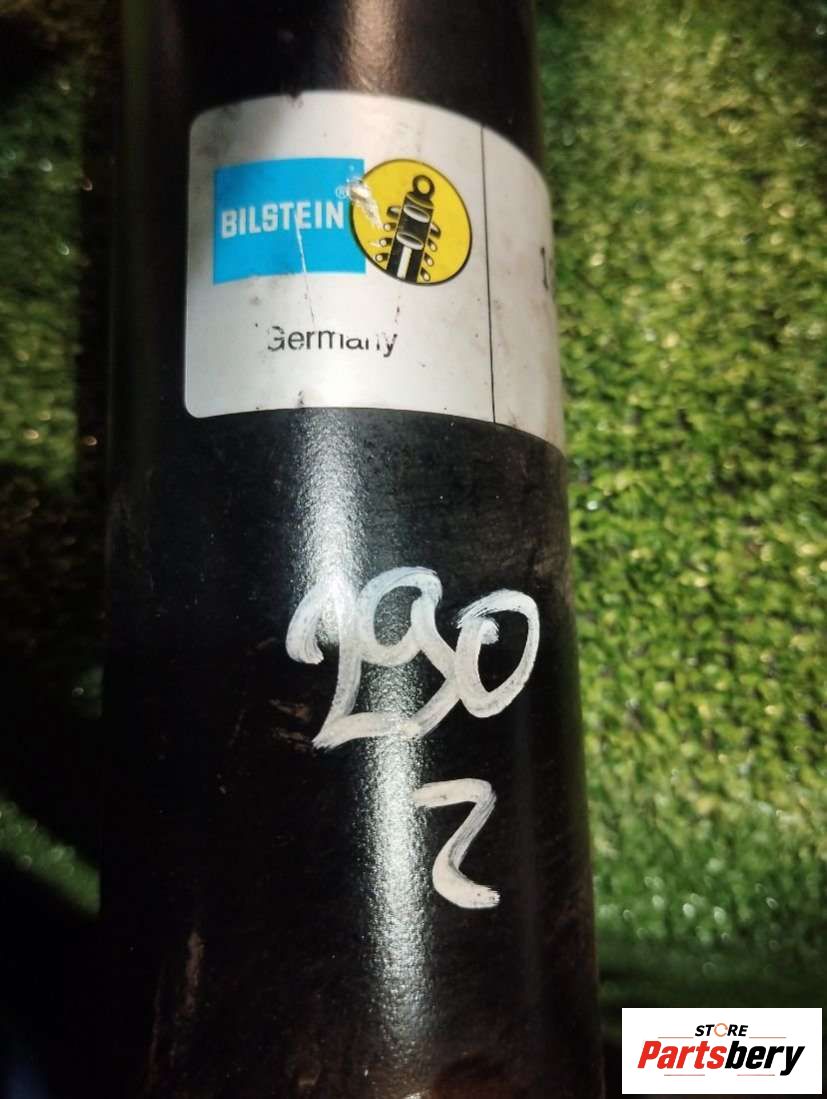 BILSTEIN®
Germany
290
2
STORE
Partsbery